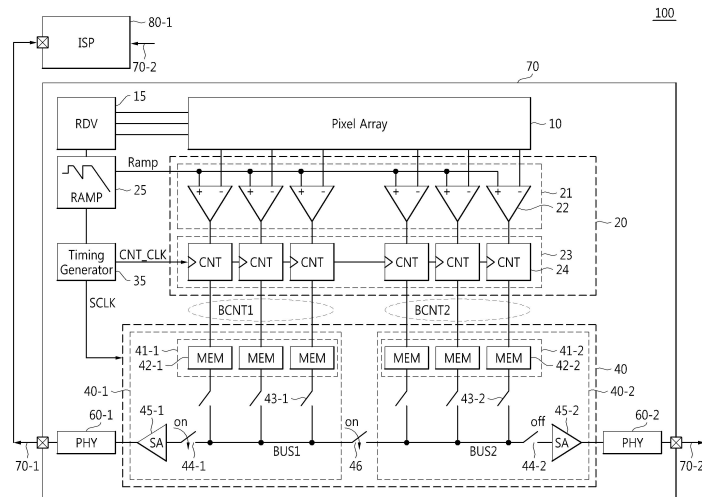 100
80-1
ISP
70-2
70
15
RDV
Pixel Array
10
Ramp
RAMP
25
+ - + - + - + - + - + -
21
22
20
Timing
Generator
35
CNT_CLK
CNT CNT CNT CNT CNT CNT
23
24
SCLK
BCNT1 BCNT2
41-1
42-1
MEM MEM MEM MEM MEM MEM
41-2
42-2
40
40-1
40-2
43-1
43-2
60-1
45-1
on
on
off
45-2
60-2
PHY
SA
SA
PHY
70-1
44-1
BUS1
46
BUS2
44-2
70-2